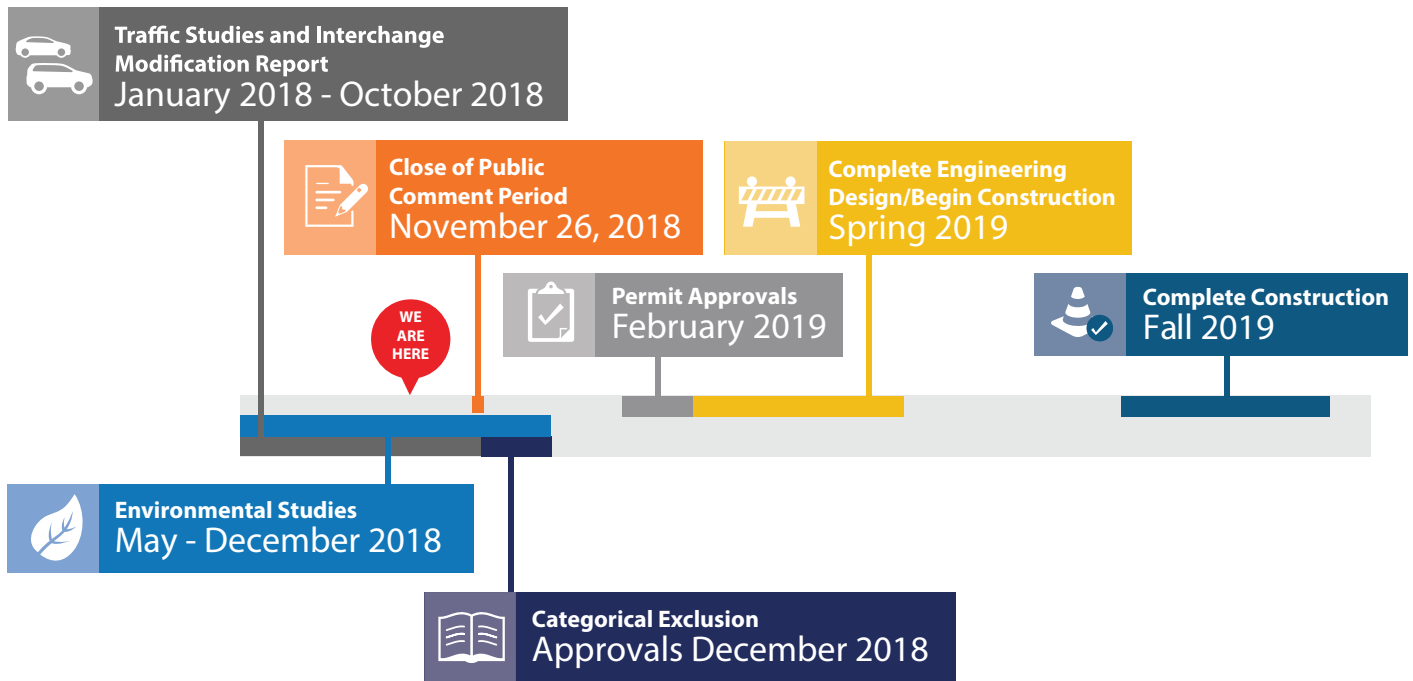 Traffic Studies and Interchange
Modification Report
January 2018 - October 2018
Close of Public
Comment Period
November 26, 2018
Complete Engineering
Design/Begin Construction
Spring 2019
WE
ARE
HERE
Permit Approvals
February 2019
Complete Construction
Fall 2019
Environmental Studies
May - December 2018
Categorical Exclusion
Approvals December 2018